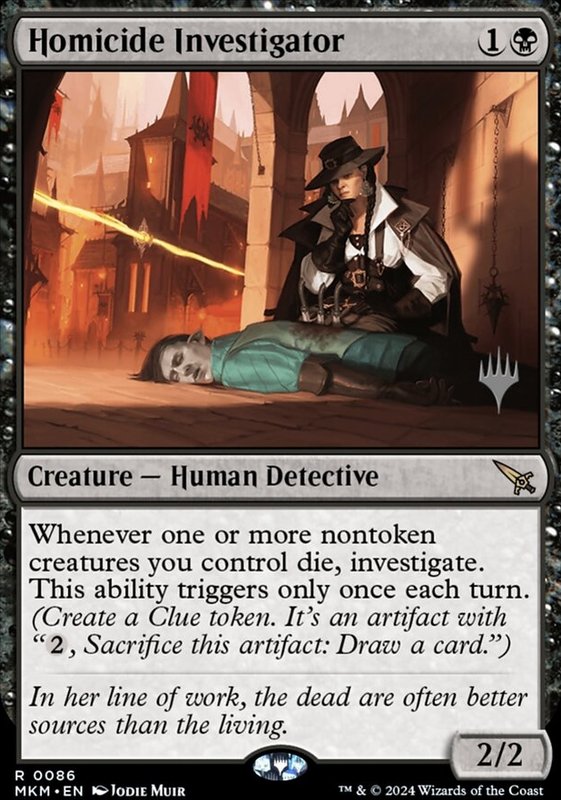 Homicide Investigator 1
Creature — Human Detective
Whenever one or more nontoken
creatures you control die, investigate.
This ability triggers only once each turn.
(Create a Clue token. It's an artifact with
“2, Sacrifice this artifact: Draw a card.”)
In her line of work, the dead are often better
sources than the living.
2/2
R 0086
MKM • EN Jodie Muir
™ & © 2024 Wizards of the Coast